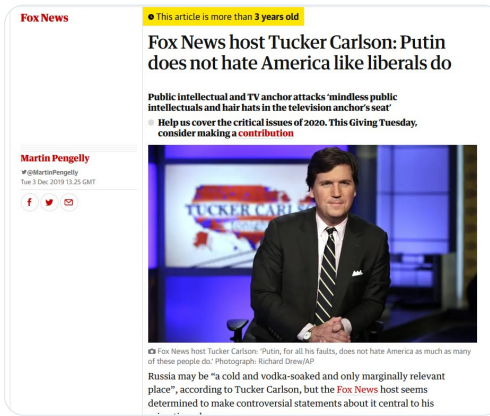 Fox News
This article is more than 3 years old
Fox News host Tucker Carlson: Putin
does not hate America like liberals do
Public intellectual and TV anchor attacks ‘mindless public
intellectuals and hair hats in the television anchor's seat’
Help us cover the critical issues of 2020. This Giving Tuesday,
consider making a contribution
Martin Pengelly
@MartinPengelly
Tue 3 Dec 2019 13.25 GMT
TUCKER CARLS
Fox News host Tucker Carlson: ‘Putin, for all his faults, does not hate America as much as many
of these people do.’ Photograph: Richard Drew/AP
Russia may be “a cold and vodka-soaked and only marginally relevant
place”, according to Tucker Carlson, but the Fox News host seems
determined to make controversial statements about it central to his